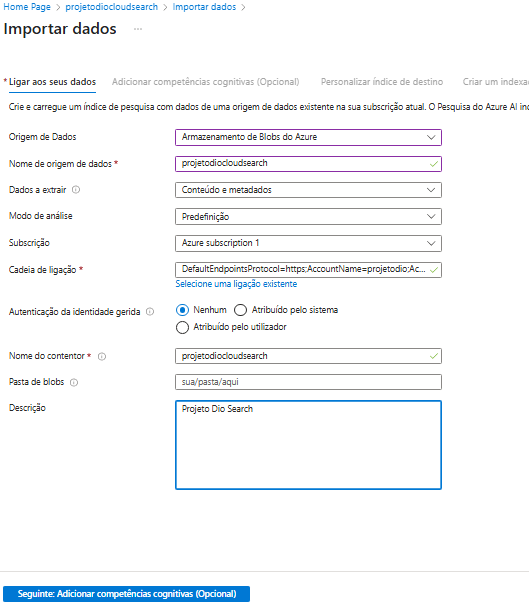 Home Page > projetodiocloudsearch > Importar dados >
Importar dados ...
* Ligar aos seus dados Adicionar competências cognitivas (Opcional) Personalizar índice de destino Criar um indexa
Crie e carregue um índice de pesquisa com dados de uma origem de dados existente na sua subscrição atual. O Pesquisa do Azure AI ind
Origem de Dados Armazenamento de Blobs do Azure
Nome de origem de dados * projetodiocloudsearch
Dados a extrair Conteúdo e metadados
Modo de análise Predefinição
Subscrição Azure subscription 1
Cadeia de ligação * DefaultEndpointsProtocol=https;AccountName=projetodio;Ac...
Selecione uma ligação existente
Autenticação da identidade gerida Nenhum Atribuído pelo sistema
Atribuído pelo utilizador
Nome do contentor * projetodiocloudsearch
Pasta de blobs sua/pasta/aqui
Descrição Projeto Dio Search
Seguinte: Adicionar competências cognitivas (Opcional)